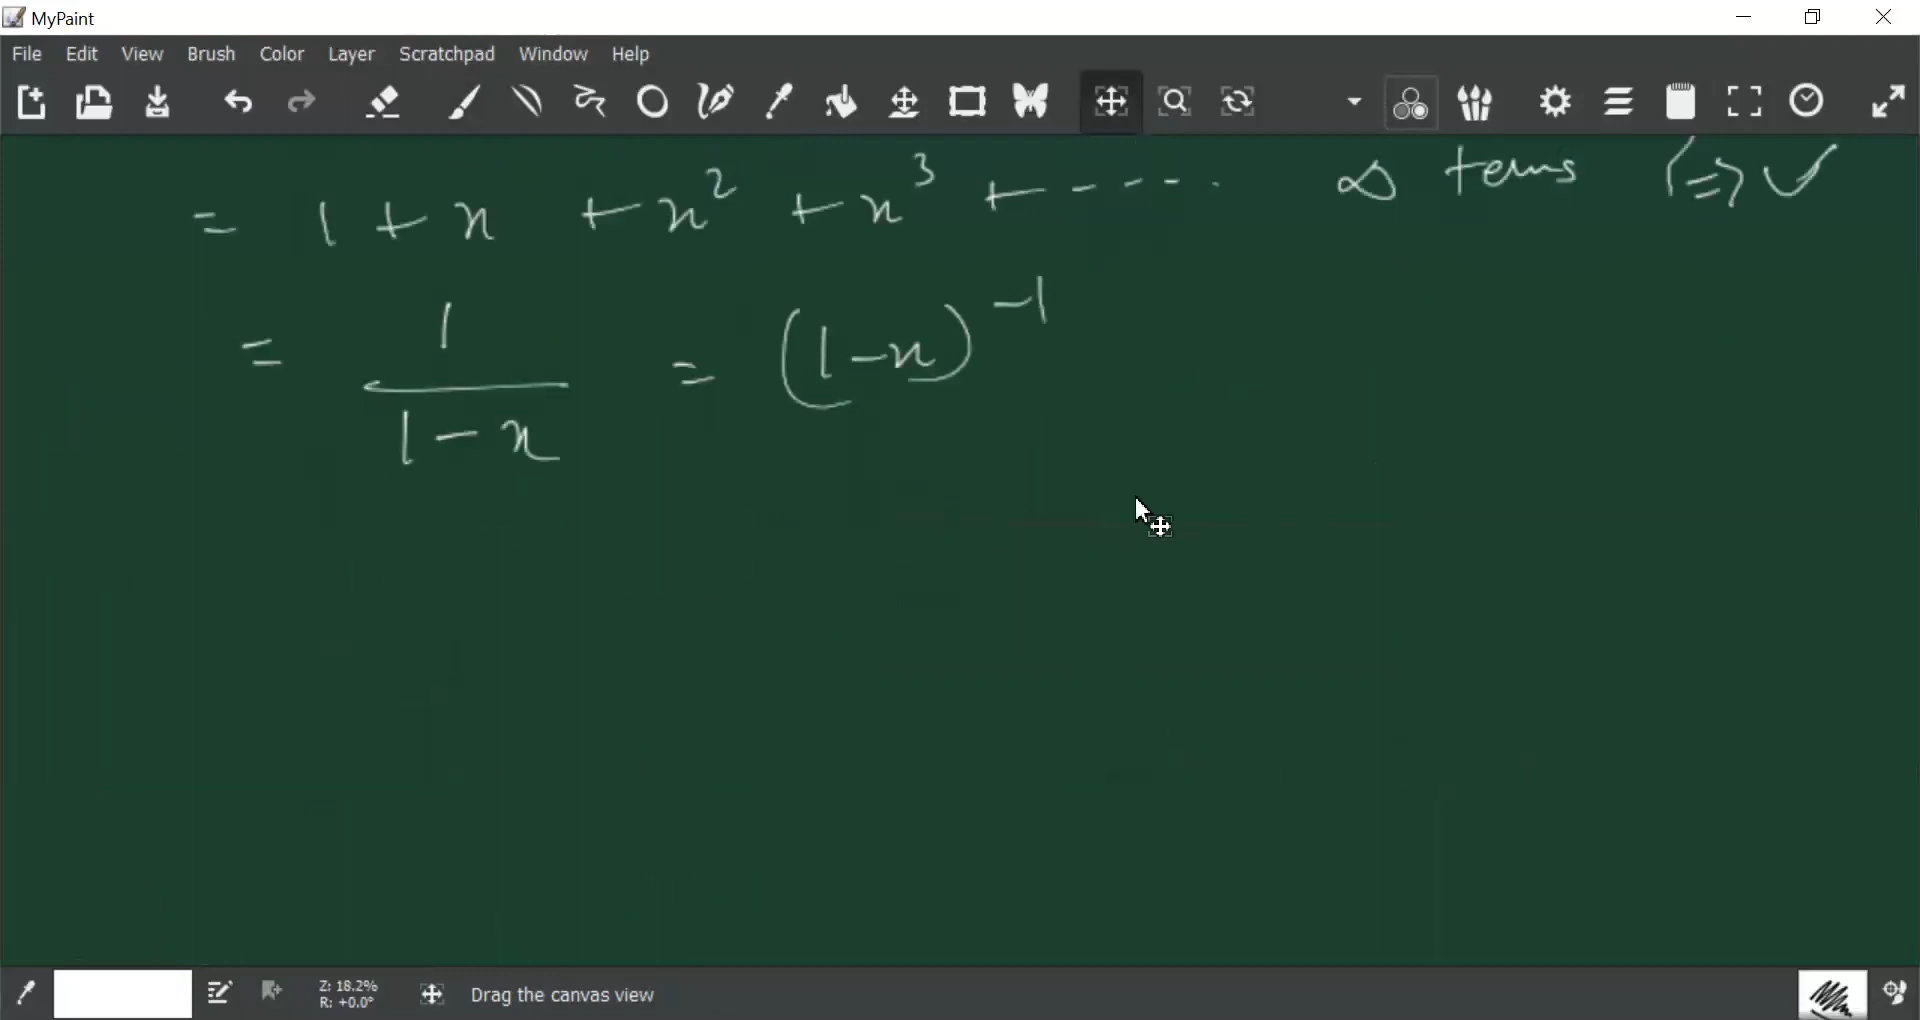 MyPaint
File Edit View Brush Color Layer Scratchpad Window Help
= 1 + x + x² + x³ + - - - - . ∞ terms (=) ✓
= 1/(1 - x) = (1 - x)⁻¹
Z: 18.2%
R: +0.0°
Drag the canvas view